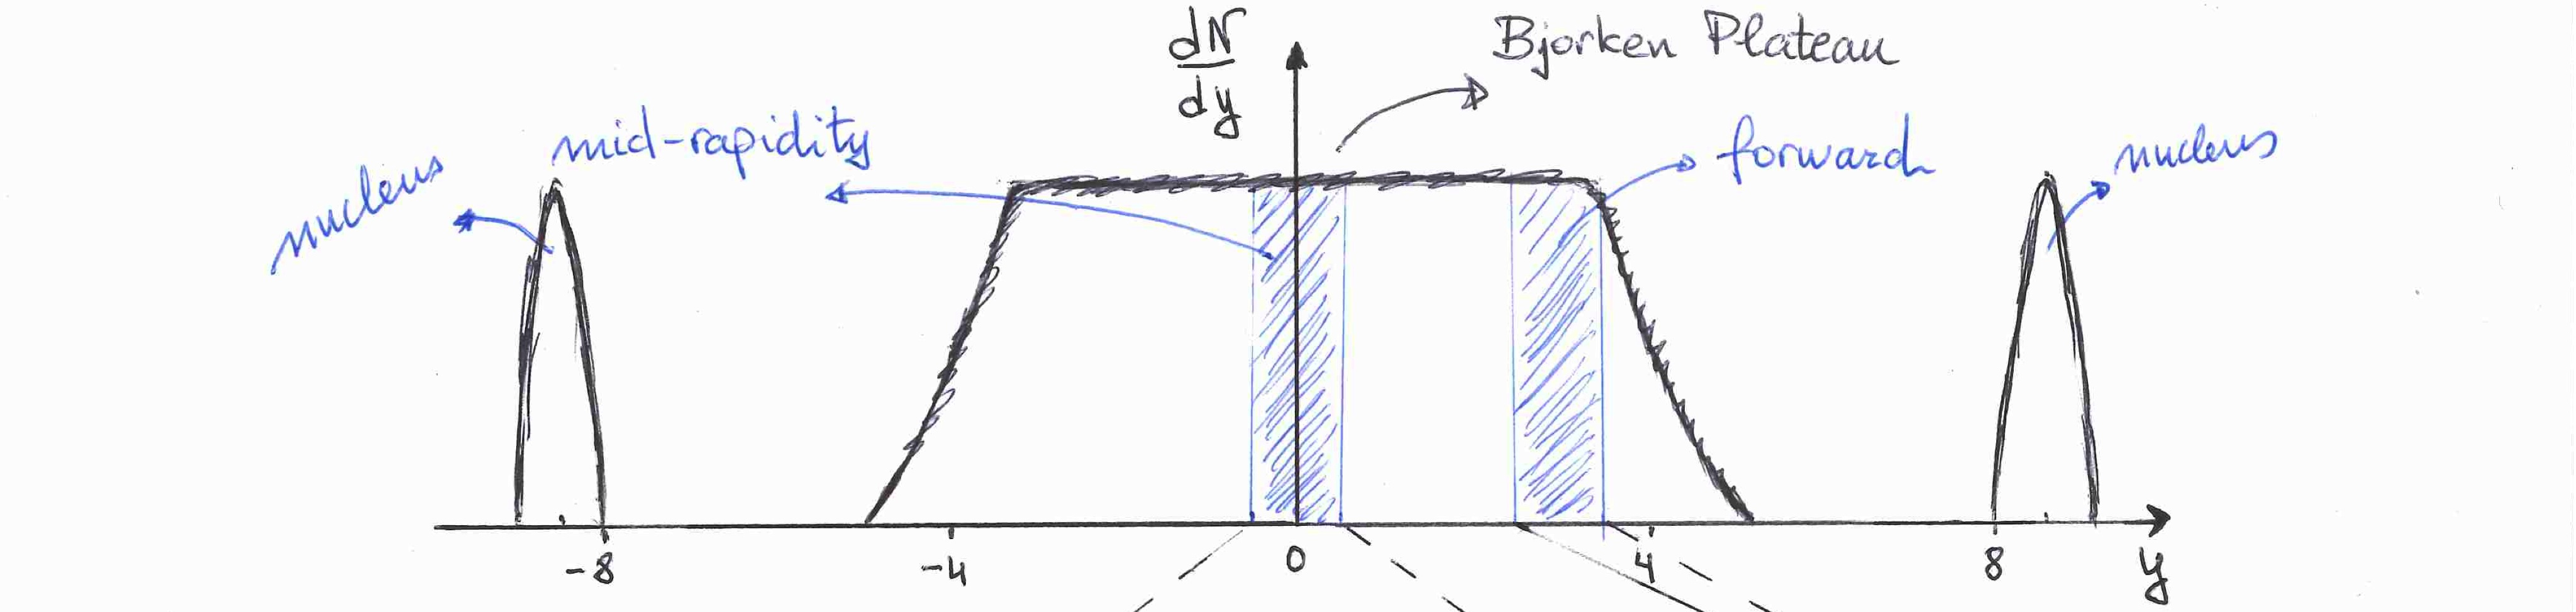 dN
dy
Bjorken Plateau
mid-rapidity
nucleus
forward
nucleus
-8
-4
0
4
8
y